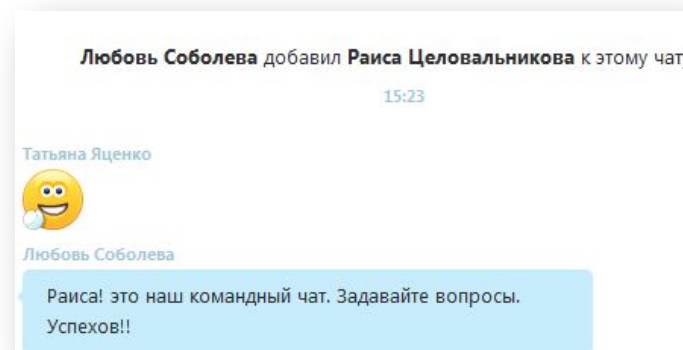 Любовь Соболева добавил Раиса Целовальникова к этому чат
15:23
Татьяна Яценко
Любовь Соболева
Раиса! это наш командный чат. Задавайте вопросы.
Успехов!!